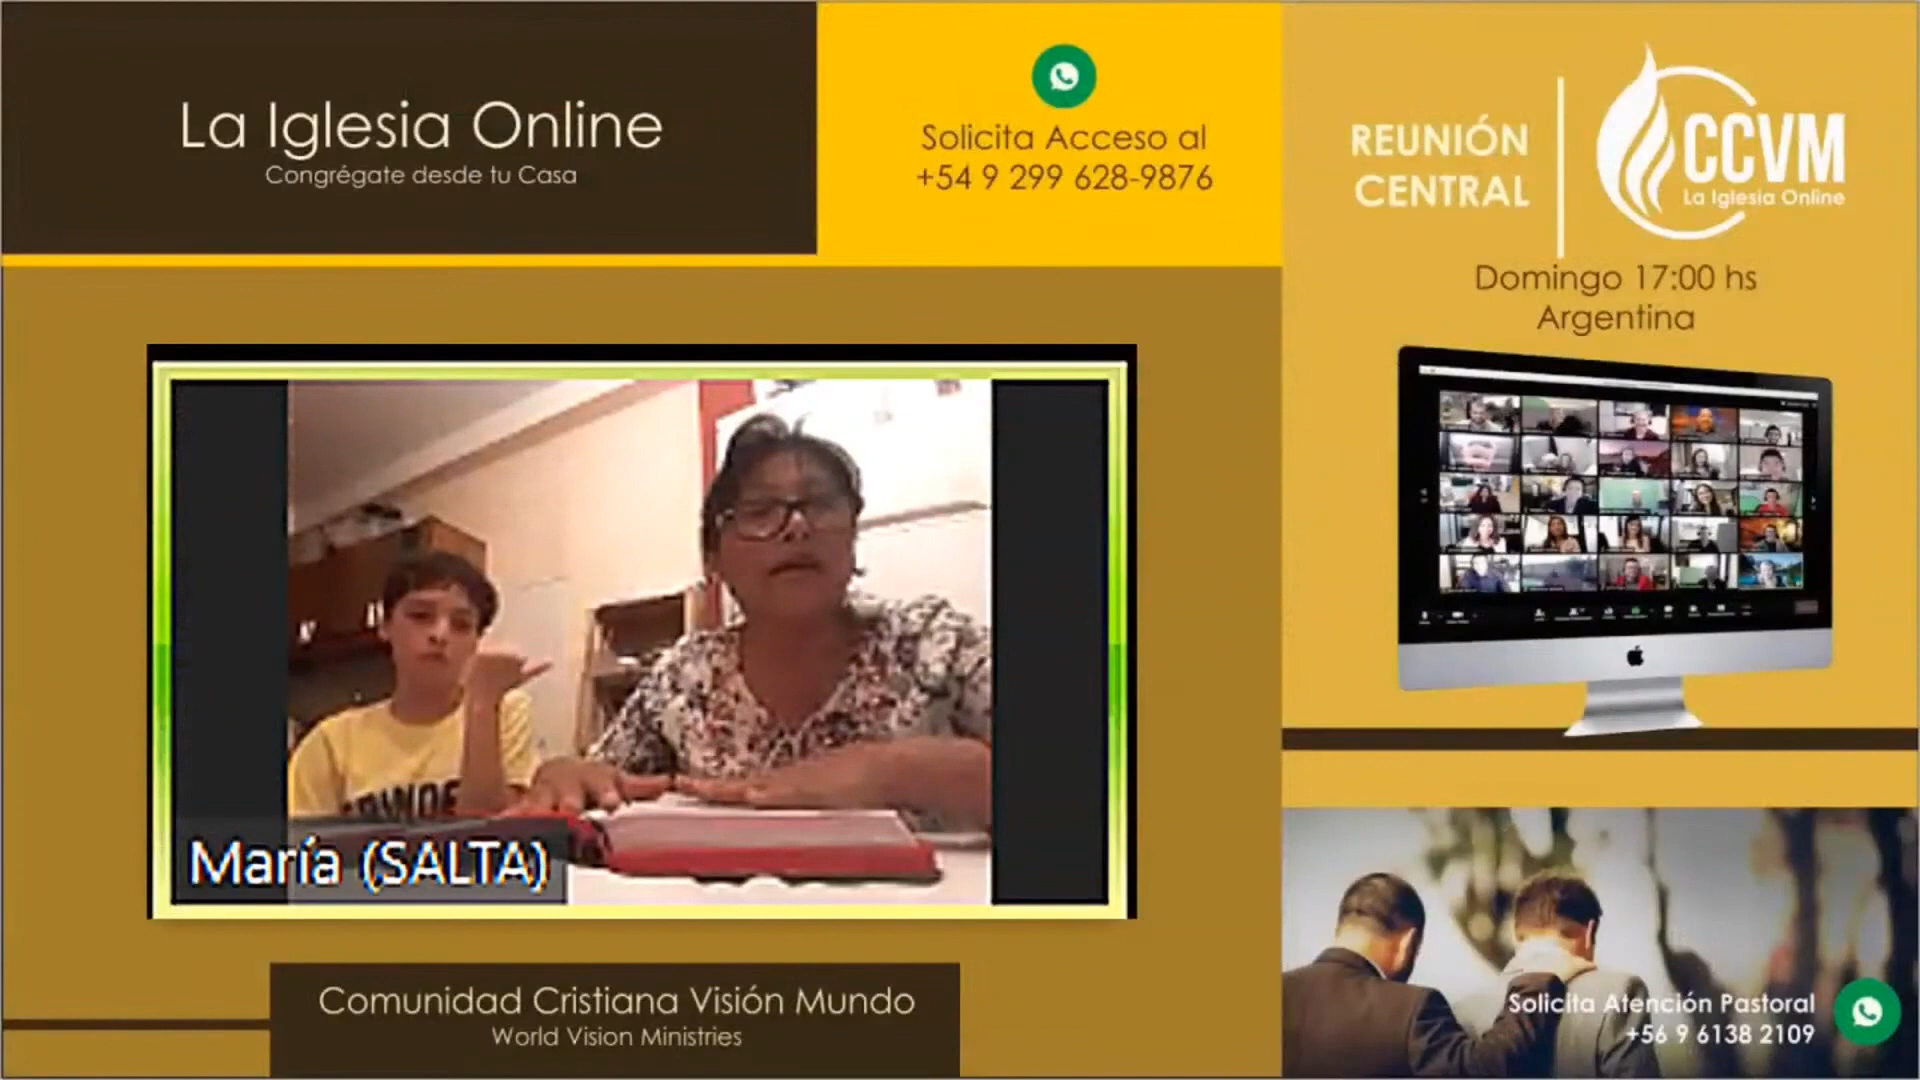 La Iglesia Online
Congrégate desde tu Casa
Solicita Acceso al
+54 9 299 628-9876
REUNIÓN
CENTRAL
CCVM
La Iglesia Online
Domingo 17:00 hs
Argentina
María (SALTA)
Comunidad Cristiana Visión Mundo
World Vision Ministries
Solicita Atención Pastoral
+56 9 6138 2109